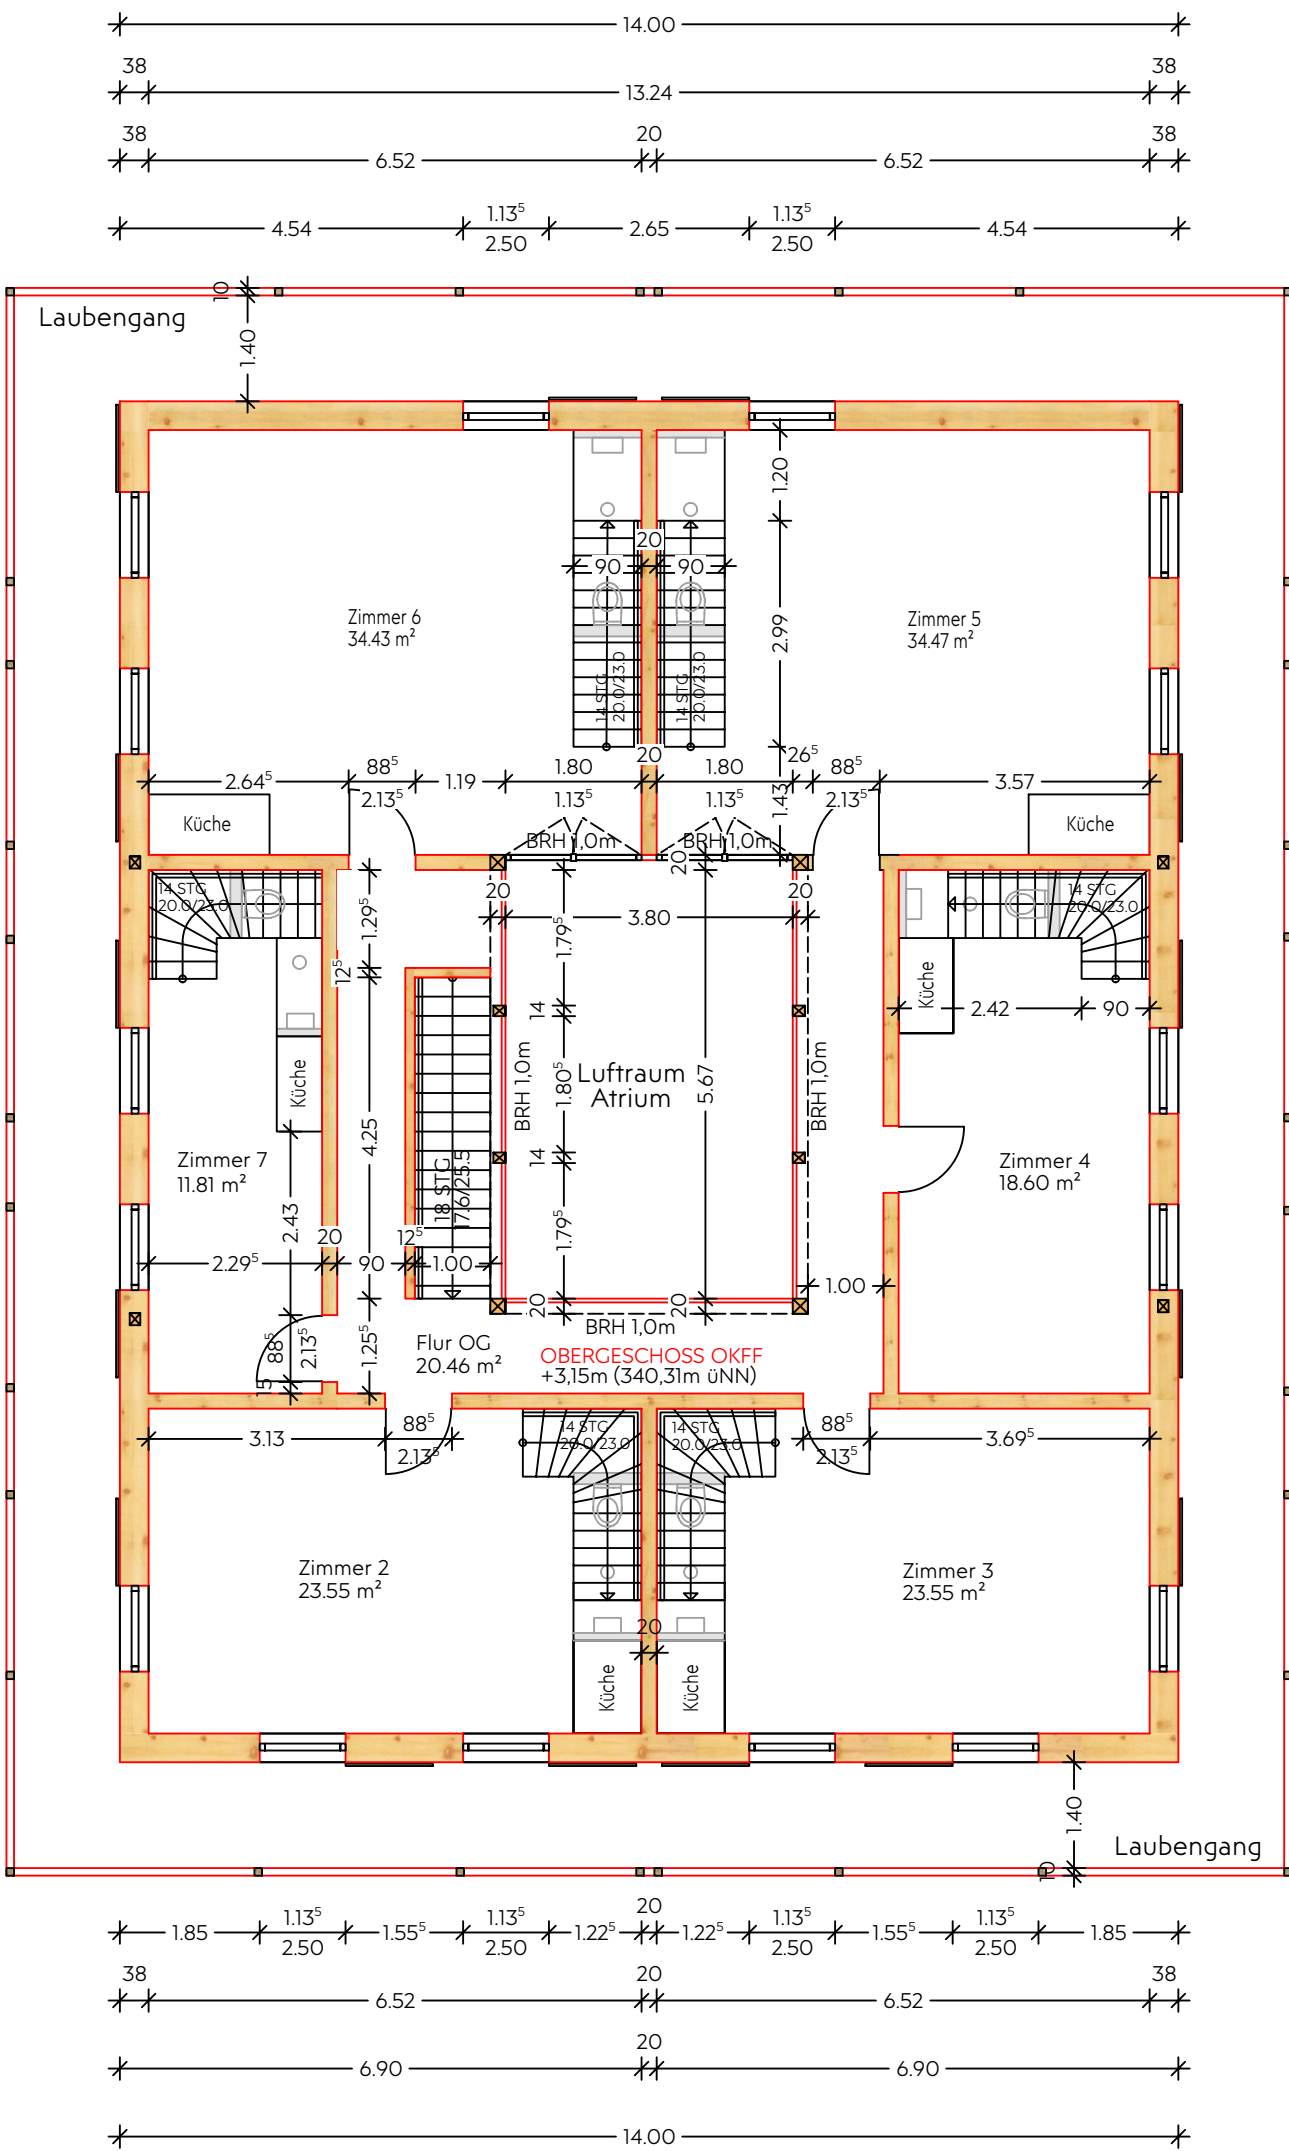 14.00
38 38
13.24
38 20 38
6.52 6.52
4.54 1.13⁵ 2.65 1.13⁵ 4.54
2.50 2.50
10
Laubengang
1.40
1.20
20
90 90
Zimmer 6
34.43 m²
Zimmer 5
34.47 m²
2.99
14 STG
20.0/23.0
14 STG
20.0/23.0
20 26⁵
2.64⁵ 88⁵ 1.19 1.80 1.80 88⁵ 3.57
2.13⁵ 1.13⁵ 1.13⁵ 1.43 2.13⁵
Küche Küche
BRH 1,0m BRH 1,0m
20
14 STG
20.0/23.0
20 20
14 STG
20.0/23.0
3.80
1.29⁵
1.79⁵
12⁵
Küche
2.42 90
14
BRH 1,0m
1.80⁵
Luftraum
Atrium
5.67
BRH 1,0m
Küche
4.25
14
Zimmer 7
11.81 m²
18 STG
17.6/25.5
Zimmer 4
18.60 m²
2.43
1.79⁵
20 12⁵
2.29⁵ 90 1.00
1.00
20 20
BRH 1,0m
88⁵
2.13⁵
1.25⁵
15
Flur OG
20.46 m²
OBERGESCHOSS OKFF
+3,15m (340,31m üNN)
3.13 88⁵
2.13⁵
14 STG
20.0/23.0
14 STG
20.0/23.0
88⁵ 3.69⁵
2.13⁵
Zimmer 2
23.55 m²
Zimmer 3
23.55 m²
20
Küche Küche
1.40
Laubengang
10
20
1.85 1.13⁵ 1.55⁵ 1.13⁵ 1.22⁵ 1.22⁵ 1.13⁵ 1.55⁵ 1.13⁵ 1.85
2.50 2.50 2.50 2.50
38 20 38
6.52 6.52
20
6.90 6.90
14.00